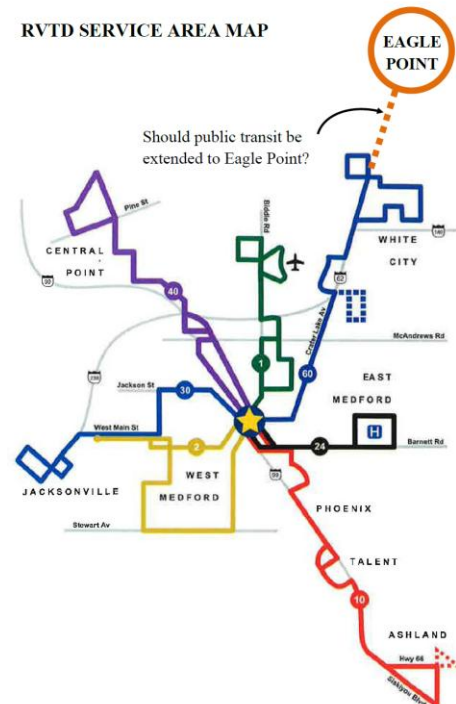 RVTD SERVICE AREA MAP
EAGLE
POINT
Should public transit be
extended to Eagle Point?
Pine St
Biddle Rd
WHITE
CITY
140
CENTRAL
POINT
62
40
Crater Lake Av
McAndrews Rd
1
60
EAST
MEDFORD
238
Jackson St
30
West Main St
2
24
H
Barnett Rd
WEST
MEDFORD
99
JACKSONVILLE
PHOENIX
Stewart Av
TALENT
10
ASHLAND
Hwy 66
Siskiyou Blvd